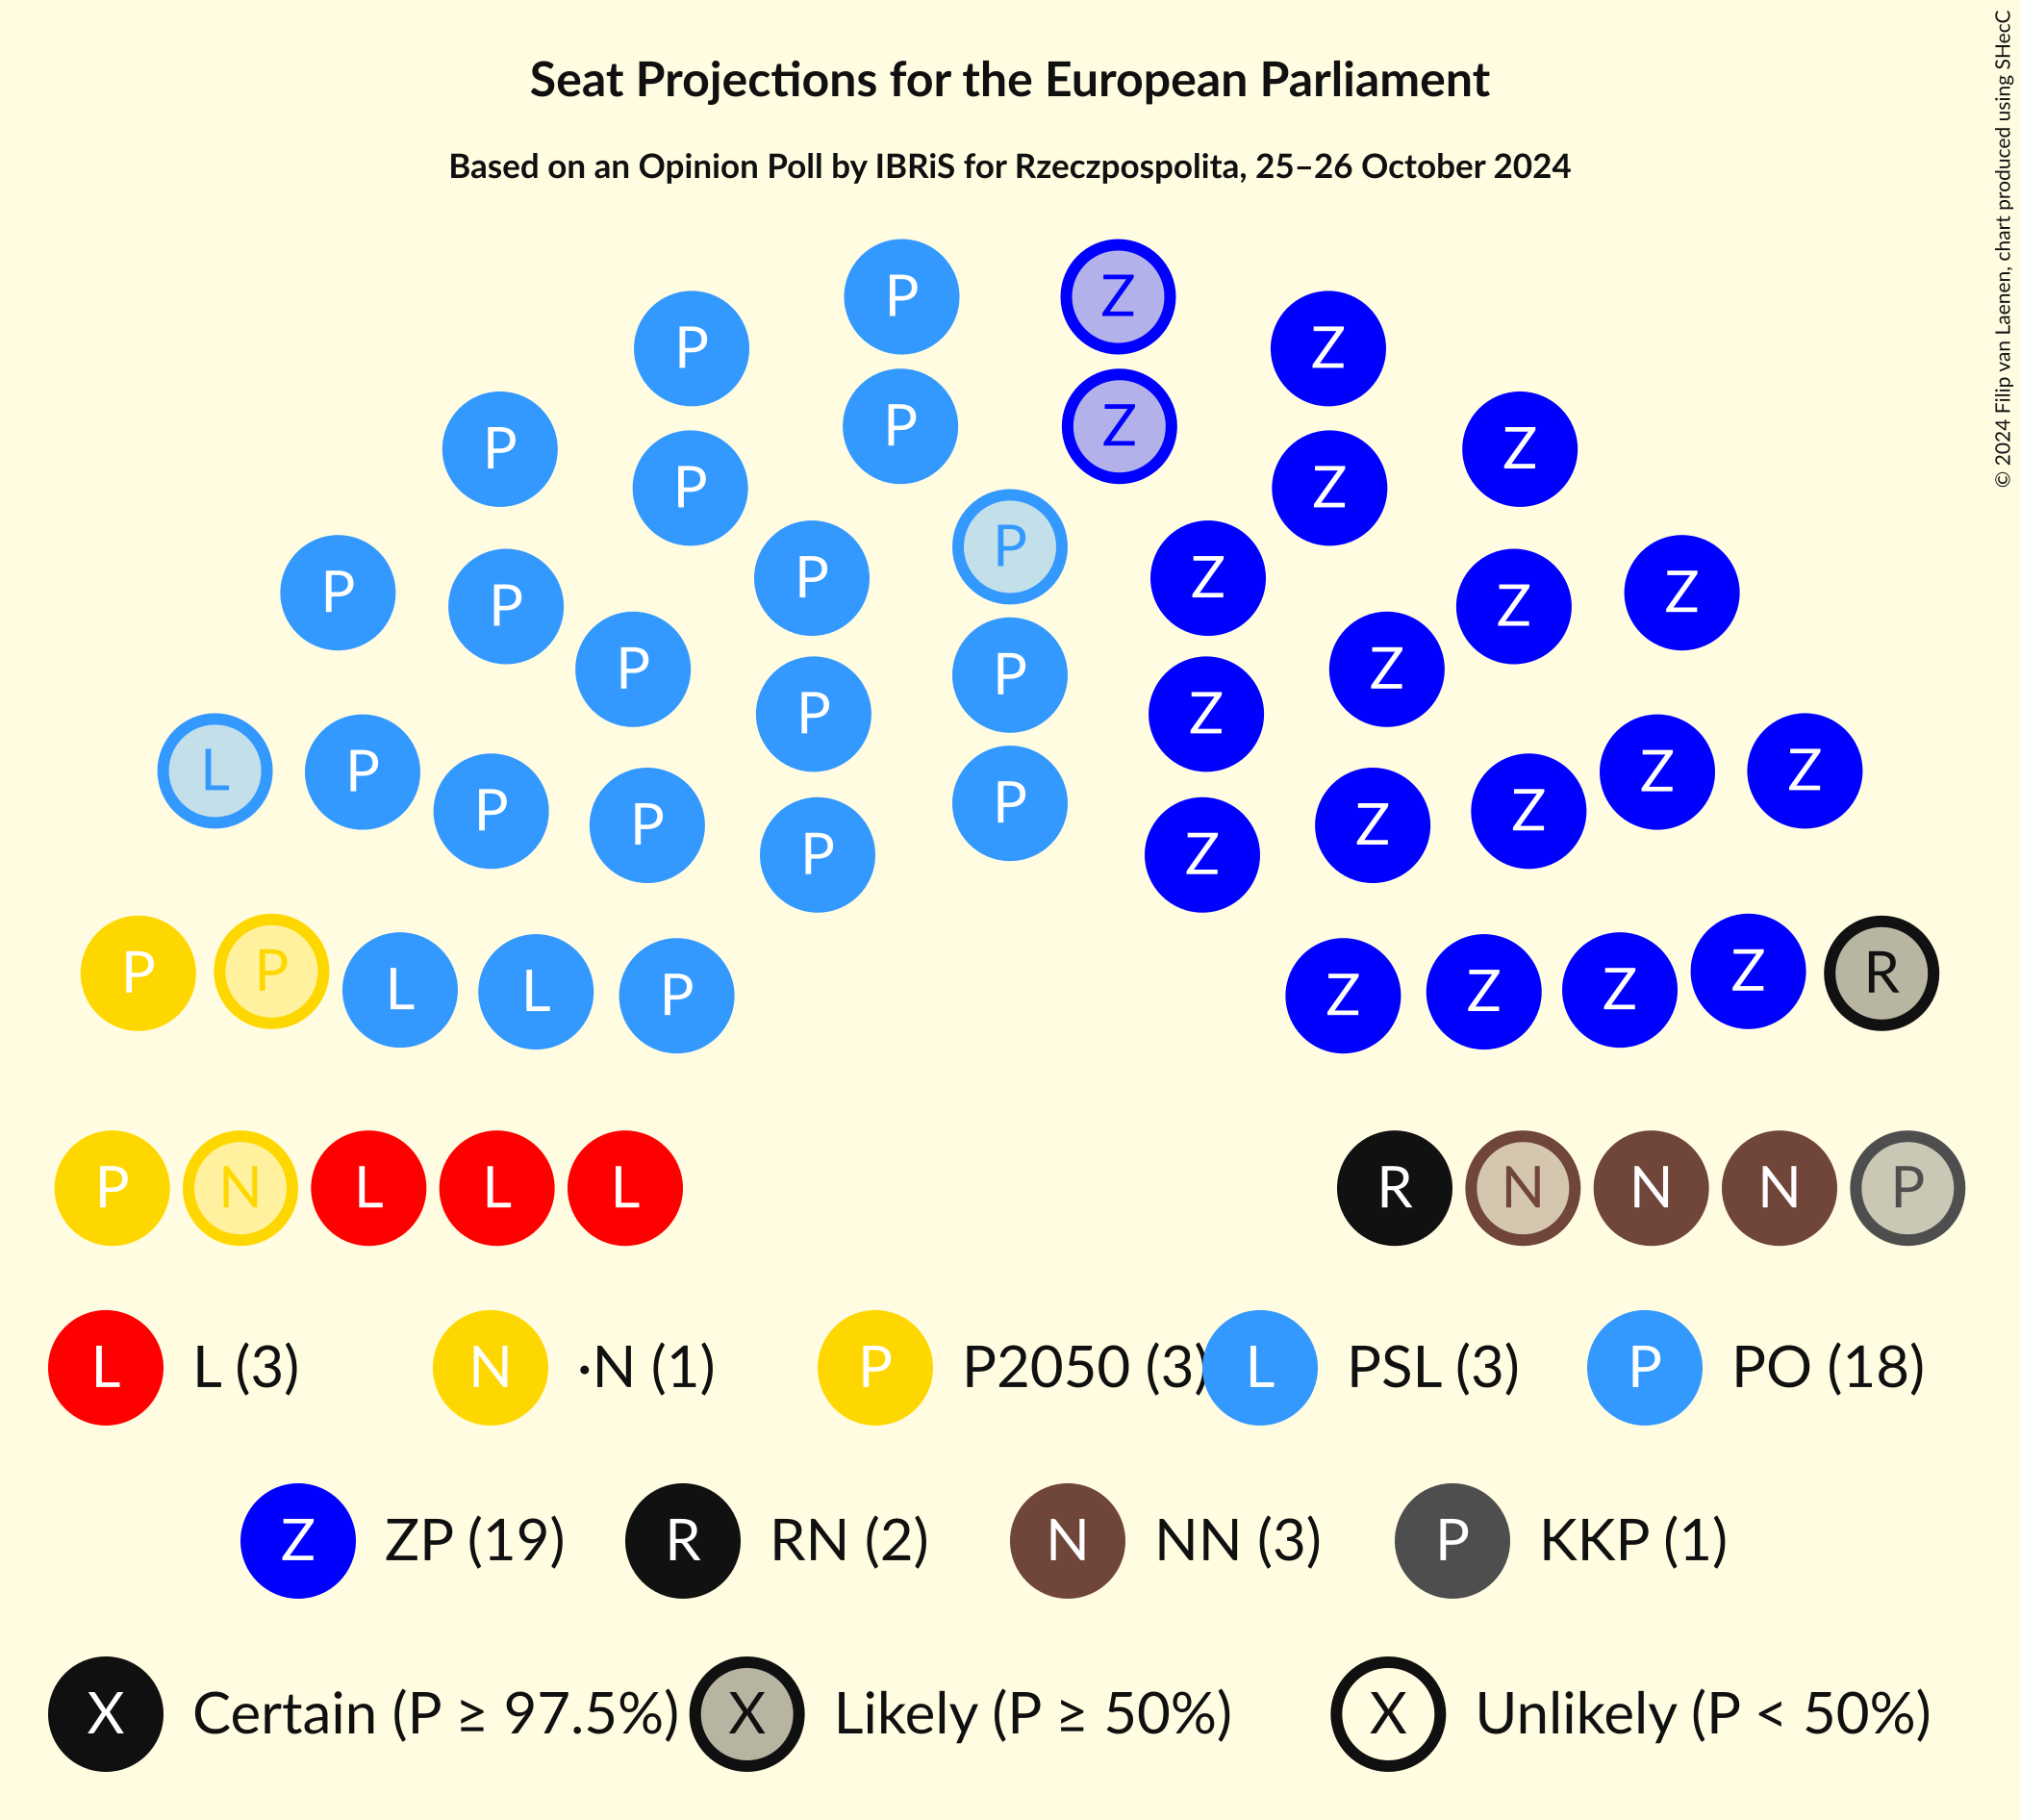 Seat Projections for the European Parliament
Based on an Opinion Poll by IBRiS for Rzeczpospolita, 25–26 October 2024
© 2024 Filip van Laenen, chart produced using SHecC
P Z
P Z
P Z
P Z
P Z
P
P Z
P P Z Z
P Z
P
P Z
L P Z Z
P P Z Z
P P Z Z
P Z
P P L L P Z Z Z Z R
P N L L L R N N N P
L L (3) N ·N (1) P P2050 (3) L PSL (3) P PO (18)
Z ZP (19) R RN (2) N NN (3) P KKP (1)
X Certain (P ≥ 97.5%) X Likely (P ≥ 50%) X Unlikely (P < 50%)